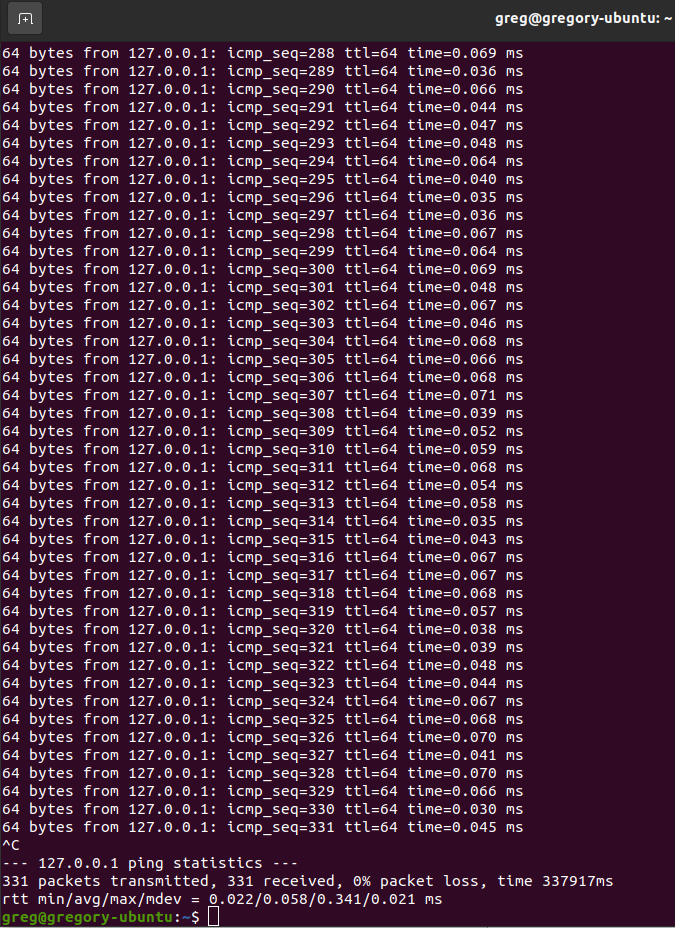 greg@gregory-ubuntu: ~
64 bytes from 127.0.0.1: icmp_seq=288 ttl=64 time=0.069 ms
64 bytes from 127.0.0.1: icmp_seq=289 ttl=64 time=0.036 ms
64 bytes from 127.0.0.1: icmp_seq=290 ttl=64 time=0.066 ms
64 bytes from 127.0.0.1: icmp_seq=291 ttl=64 time=0.044 ms
64 bytes from 127.0.0.1: icmp_seq=292 ttl=64 time=0.047 ms
64 bytes from 127.0.0.1: icmp_seq=293 ttl=64 time=0.048 ms
64 bytes from 127.0.0.1: icmp_seq=294 ttl=64 time=0.064 ms
64 bytes from 127.0.0.1: icmp_seq=295 ttl=64 time=0.040 ms
64 bytes from 127.0.0.1: icmp_seq=296 ttl=64 time=0.035 ms
64 bytes from 127.0.0.1: icmp_seq=297 ttl=64 time=0.036 ms
64 bytes from 127.0.0.1: icmp_seq=298 ttl=64 time=0.067 ms
64 bytes from 127.0.0.1: icmp_seq=299 ttl=64 time=0.064 ms
64 bytes from 127.0.0.1: icmp_seq=300 ttl=64 time=0.069 ms
64 bytes from 127.0.0.1: icmp_seq=301 ttl=64 time=0.048 ms
64 bytes from 127.0.0.1: icmp_seq=302 ttl=64 time=0.067 ms
64 bytes from 127.0.0.1: icmp_seq=303 ttl=64 time=0.046 ms
64 bytes from 127.0.0.1: icmp_seq=304 ttl=64 time=0.068 ms
64 bytes from 127.0.0.1: icmp_seq=305 ttl=64 time=0.066 ms
64 bytes from 127.0.0.1: icmp_seq=306 ttl=64 time=0.068 ms
64 bytes from 127.0.0.1: icmp_seq=307 ttl=64 time=0.071 ms
64 bytes from 127.0.0.1: icmp_seq=308 ttl=64 time=0.039 ms
64 bytes from 127.0.0.1: icmp_seq=309 ttl=64 time=0.052 ms
64 bytes from 127.0.0.1: icmp_seq=310 ttl=64 time=0.059 ms
64 bytes from 127.0.0.1: icmp_seq=311 ttl=64 time=0.068 ms
64 bytes from 127.0.0.1: icmp_seq=312 ttl=64 time=0.054 ms
64 bytes from 127.0.0.1: icmp_seq=313 ttl=64 time=0.058 ms
64 bytes from 127.0.0.1: icmp_seq=314 ttl=64 time=0.035 ms
64 bytes from 127.0.0.1: icmp_seq=315 ttl=64 time=0.043 ms
64 bytes from 127.0.0.1: icmp_seq=316 ttl=64 time=0.067 ms
64 bytes from 127.0.0.1: icmp_seq=317 ttl=64 time=0.067 ms
64 bytes from 127.0.0.1: icmp_seq=318 ttl=64 time=0.068 ms
64 bytes from 127.0.0.1: icmp_seq=319 ttl=64 time=0.057 ms
64 bytes from 127.0.0.1: icmp_seq=320 ttl=64 time=0.038 ms
64 bytes from 127.0.0.1: icmp_seq=321 ttl=64 time=0.039 ms
64 bytes from 127.0.0.1: icmp_seq=322 ttl=64 time=0.048 ms
64 bytes from 127.0.0.1: icmp_seq=323 ttl=64 time=0.044 ms
64 bytes from 127.0.0.1: icmp_seq=324 ttl=64 time=0.067 ms
64 bytes from 127.0.0.1: icmp_seq=325 ttl=64 time=0.068 ms
64 bytes from 127.0.0.1: icmp_seq=326 ttl=64 time=0.070 ms
64 bytes from 127.0.0.1: icmp_seq=327 ttl=64 time=0.041 ms
64 bytes from 127.0.0.1: icmp_seq=328 ttl=64 time=0.070 ms
64 bytes from 127.0.0.1: icmp_seq=329 ttl=64 time=0.066 ms
64 bytes from 127.0.0.1: icmp_seq=330 ttl=64 time=0.030 ms
64 bytes from 127.0.0.1: icmp_seq=331 ttl=64 time=0.045 ms
^C
--- 127.0.0.1 ping statistics ---
331 packets transmitted, 331 received, 0% packet loss, time 337917ms
rtt min/avg/max/mdev = 0.022/0.058/0.341/0.021 ms
greg@gregory-ubuntu:~$